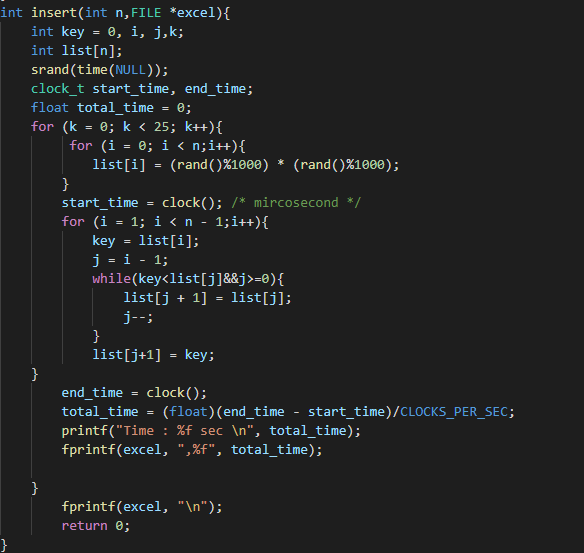 int insert(int n,FILE *excel){
int key = 0, i, j,k;
int list[n];
srand(time(NULL));
clock_t start_time, end_time;
float total_time = 0;
for (k = 0; k < 25; k++){
for (i = 0; i < n;i++){
list[i] = (rand()%1000) * (rand()%1000);
}
start_time = clock(); /* mircosecond */
for (i = 1; i < n - 1;i++){
key = list[i];
j = i - 1;
while(key<list[j]&&j>=0){
list[j + 1] = list[j];
j--;
}
list[j+1] = key;
}
end_time = clock();
total_time = (float)(end_time - start_time)/CLOCKS_PER_SEC;
printf("Time : %f sec \n", total_time);
fprintf(excel, ",%f", total_time);
}
fprintf(excel, "\n");
return 0;
}